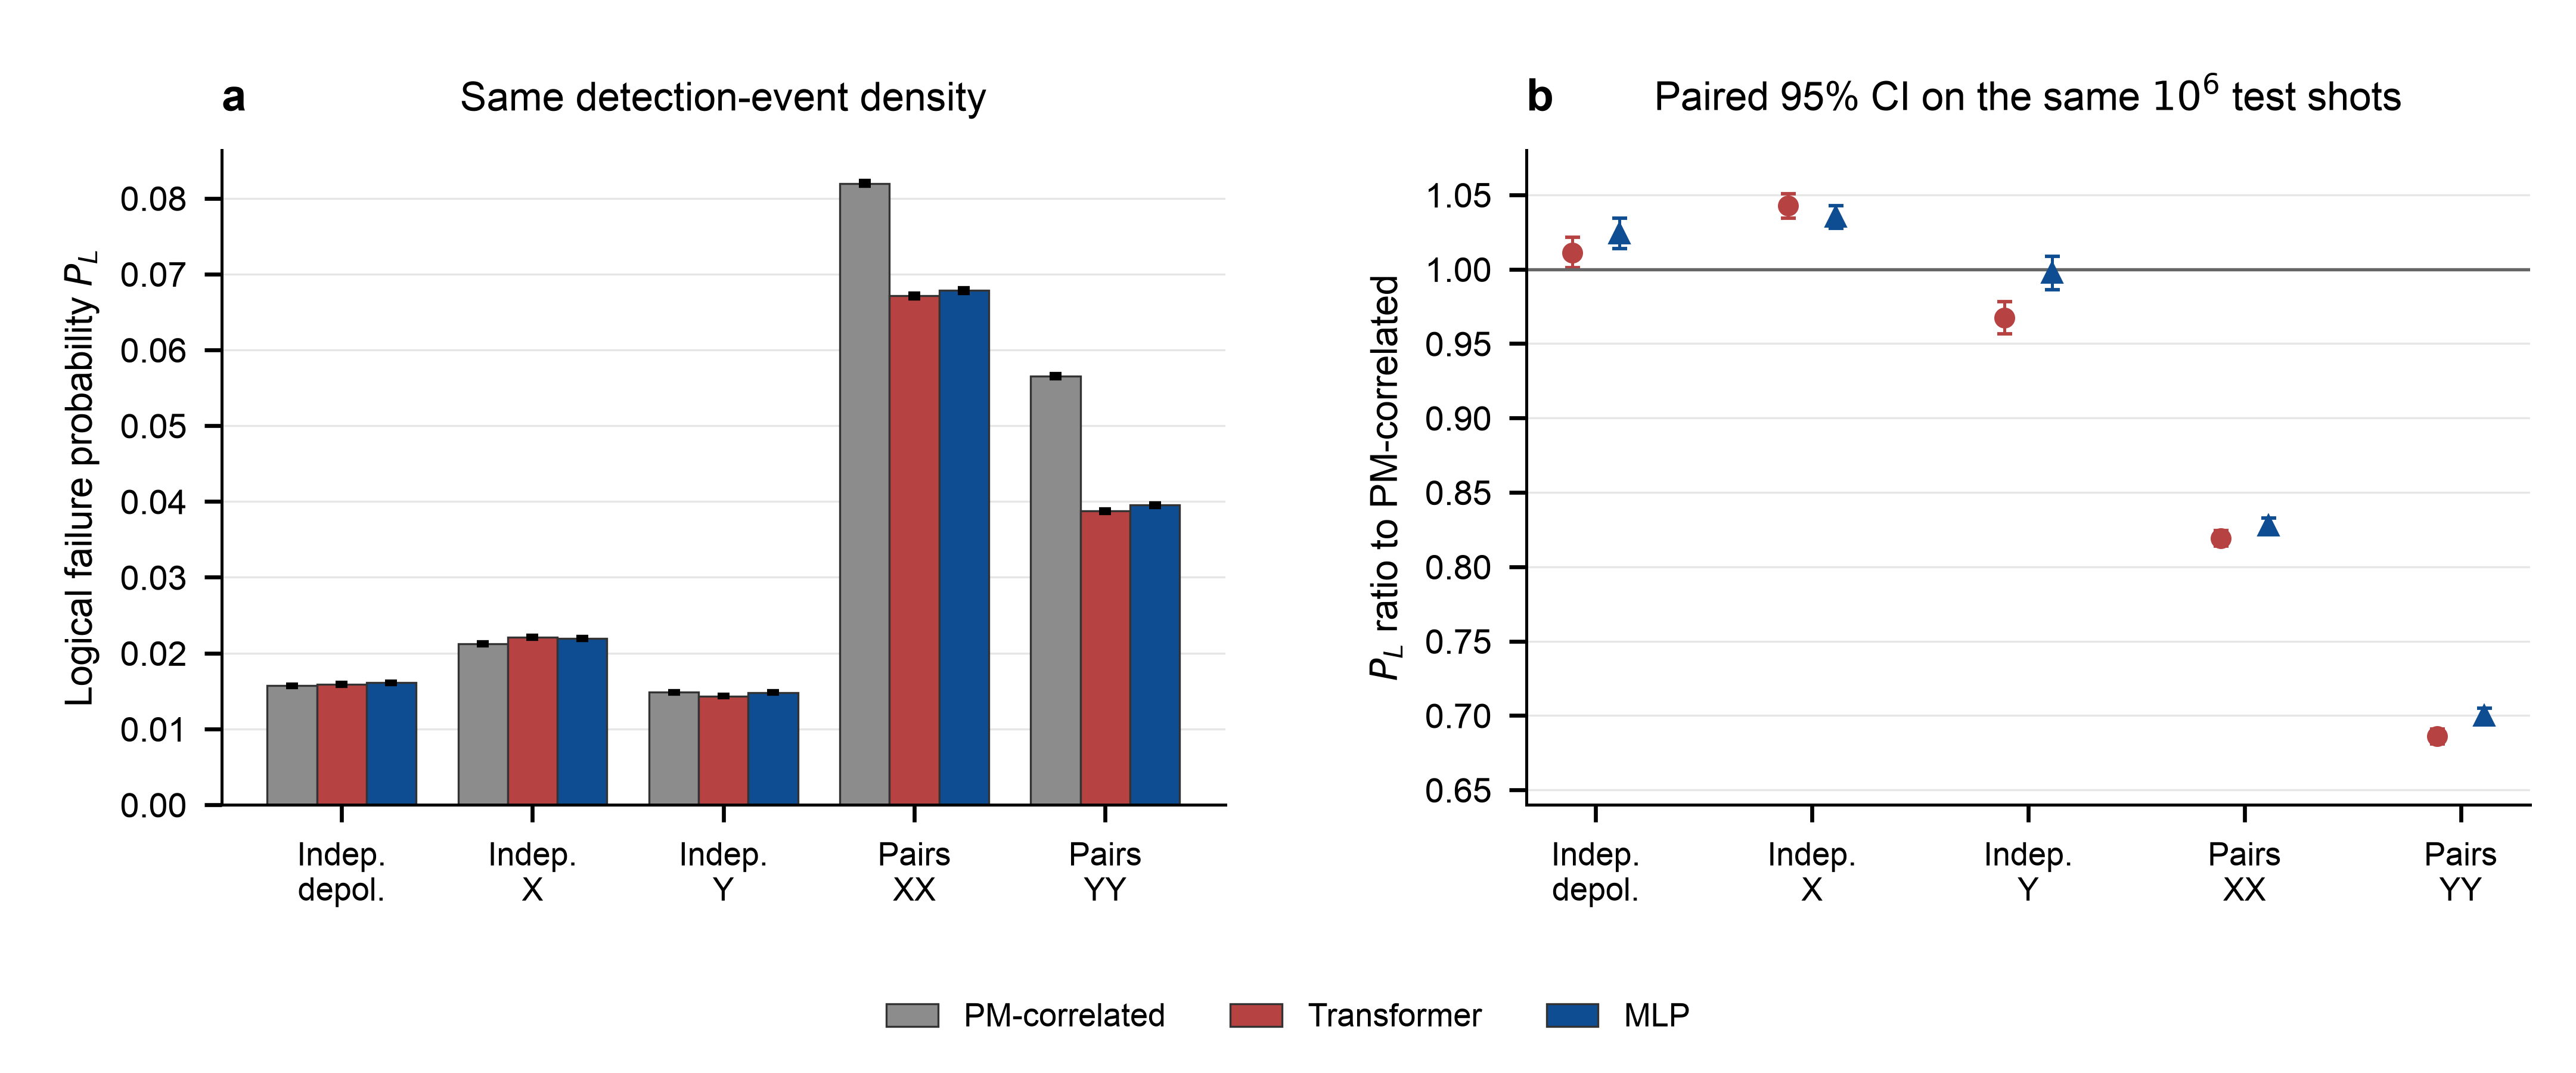 a
Same detection-event density
Logical failure probability P_L
0.08
0.07
0.06
0.05
0.04
0.03
0.02
0.01
0.00
Indep.
depol.
Indep.
X
Indep.
Y
Pairs
XX
Pairs
YY
b
Paired 95% CI on the same 10⁶ test shots
P_L ratio to PM-correlated
1.05
1.00
0.95
0.90
0.85
0.80
0.75
0.70
0.65
Indep.
depol.
Indep.
X
Indep.
Y
Pairs
XX
Pairs
YY
PM-correlated
Transformer
MLP